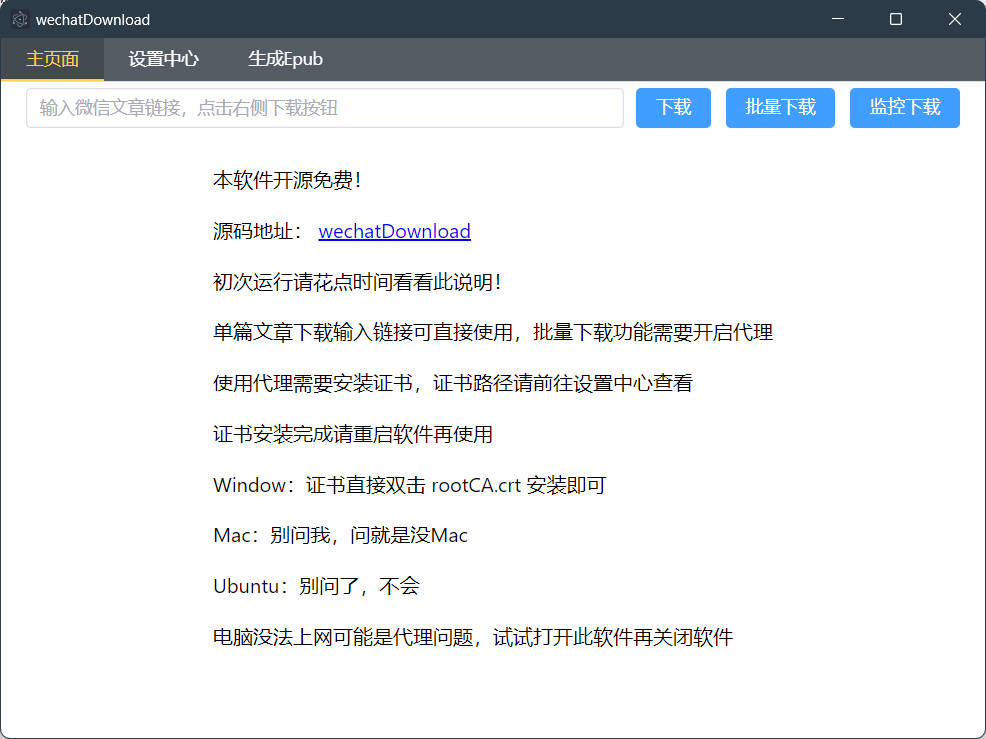 wechatDownload
主页面 设置中心 生成Epub
输入微信文章链接，点击右侧下载按钮 下载 批量下载 监控下载
本软件开源免费！
源码地址： wechatDownload
初次运行请花点时间看看此说明！
单篇文章下载输入链接可直接使用，批量下载功能需要开启代理
使用代理需要安装证书，证书路径请前往设置中心查看
证书安装完成请重启软件再使用
Window：证书直接双击 rootCA.crt 安装即可
Mac：别问我，问就是没Mac
Ubuntu：别问了，不会
电脑没法上网可能是代理问题，试试打开此软件再关闭软件